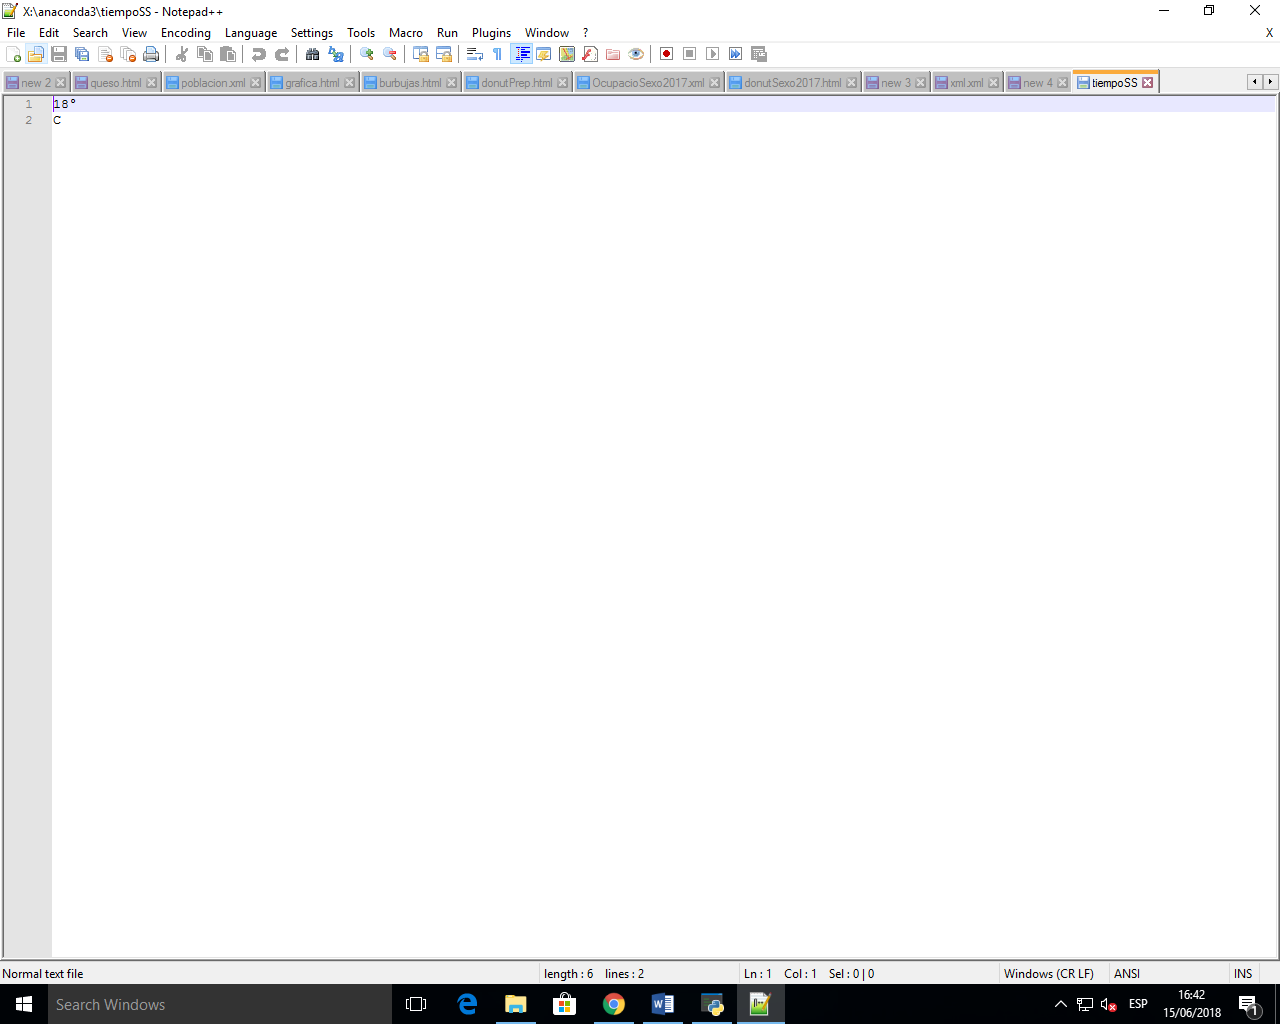 X:\anaconda3\tiempoSS - Notepad++
File Edit Search View Encoding Language Settings Tools Macro Run Plugins Window ? X
new 2 queso.html poblacion.xml grafica.html burbujas.html donutPrep.html OcupacioSexo2017.xml donutSexo2017.html new 3 xml.xml new 4 tiempoSS
1 18°
2 C
Normal text file length : 6 lines : 2 Ln : 1 Col : 1 Sel : 0 | 0 Windows (CR LF) ANSI INS
Search Windows ESP 16:42
15/06/2018 1